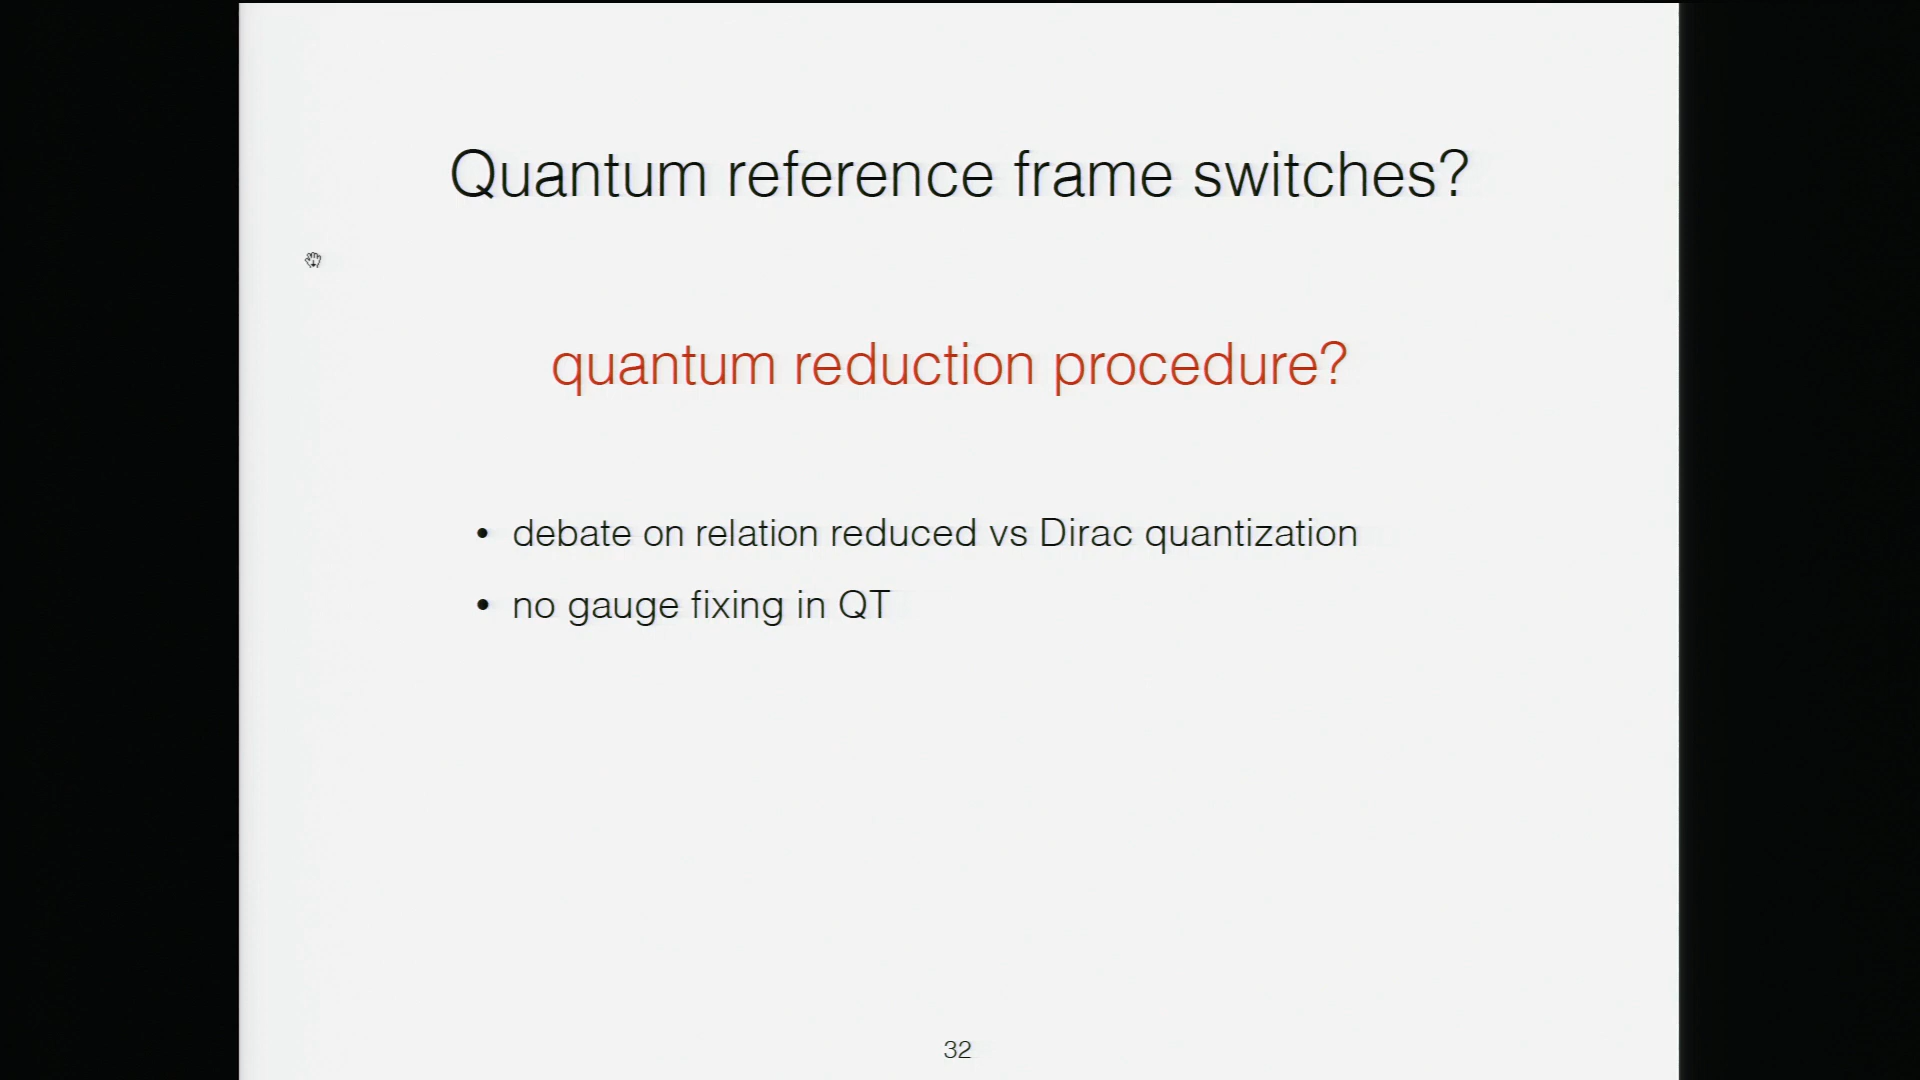 Quantum reference frame switches?
quantum reduction procedure?
• debate on relation reduced vs Dirac quantization
• no gauge fixing in QT
32